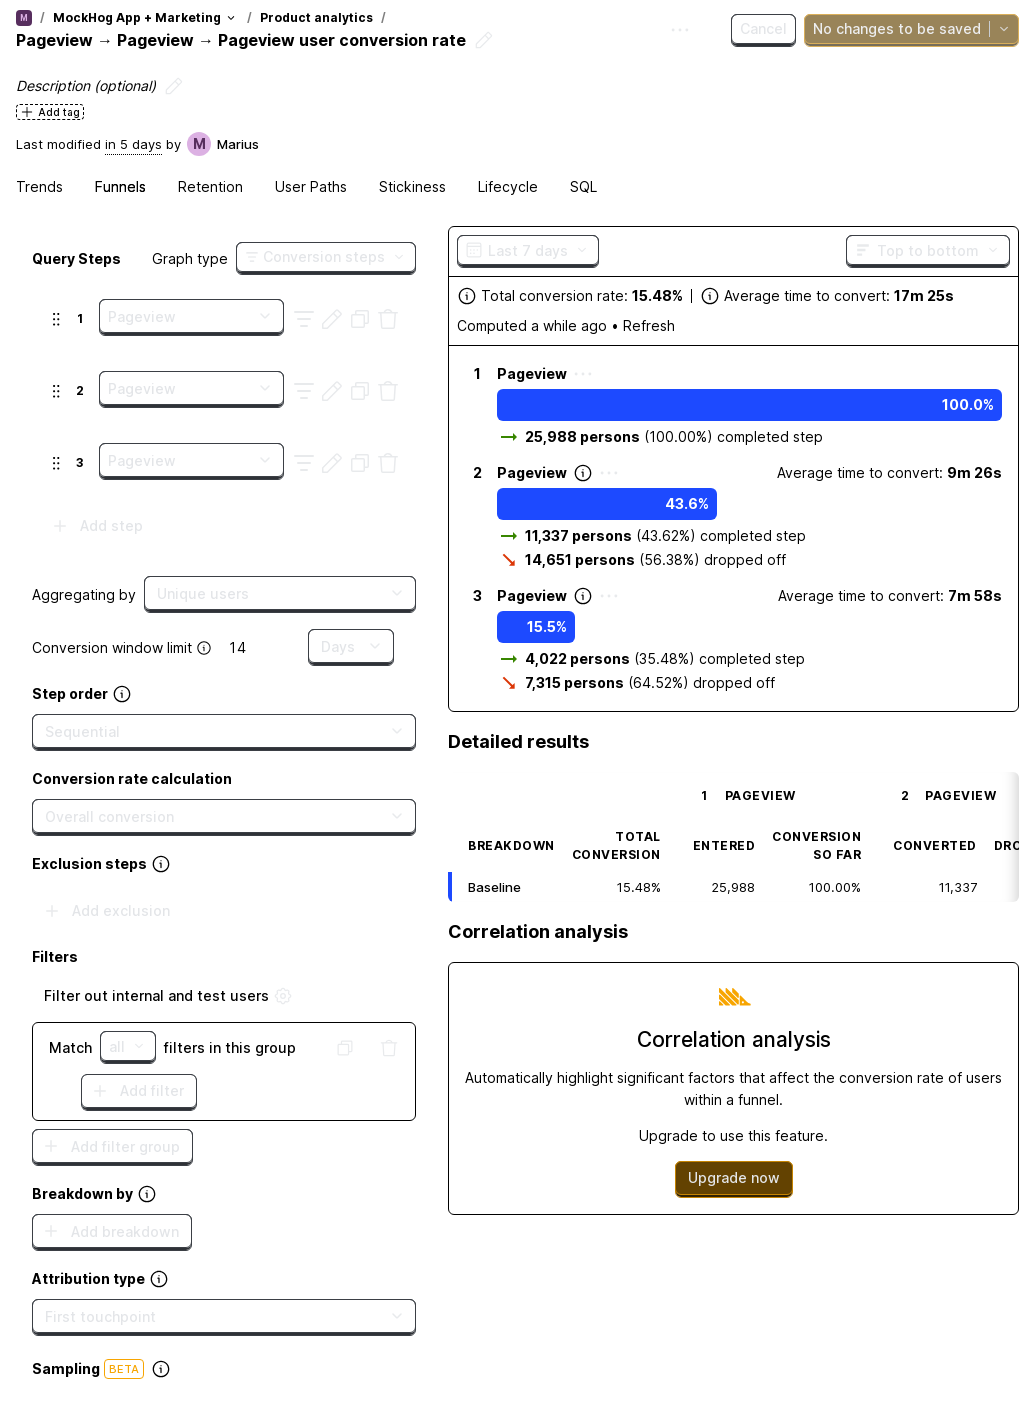 M / MockHog App + Marketing / Product analytics /
Pageview → Pageview → Pageview user conversion rate
Cancel
No changes to be saved
Description (optional)
+ Add tag
Last modified in 5 days by M Marius
Trends Funnels Retention User Paths Stickiness Lifecycle SQL
Query Steps Graph type Conversion steps
1 Pageview
2 Pageview
3 Pageview
+ Add step
Aggregating by Unique users
Conversion window limit 14 Days
Step order
Sequential
Conversion rate calculation
Overall conversion
Exclusion steps
+ Add exclusion
Filters
Filter out internal and test users
Match all filters in this group
+ Add filter
+ Add filter group
Breakdown by
+ Add breakdown
Attribution type
First touchpoint
Sampling BETA
Last 7 days Top to bottom
Total conversion rate: 15.48% | Average time to convert: 17m 25s
Computed a while ago • Refresh
1 Pageview
100.0%
→ 25,988 persons (100.00%) completed step
2 Pageview Average time to convert: 9m 26s
43.6%
→ 11,337 persons (43.62%) completed step
↘ 14,651 persons (56.38%) dropped off
3 Pageview Average time to convert: 7m 58s
15.5%
→ 4,022 persons (35.48%) completed step
↘ 7,315 persons (64.52%) dropped off
Detailed results
1 PAGEVIEW 2 PAGEVIEW
BREAKDOWN TOTAL CONVERSION ENTERED CONVERSION SO FAR CONVERTED DRO
Baseline 15.48% 25,988 100.00% 11,337
Correlation analysis
Correlation analysis
Automatically highlight significant factors that affect the conversion rate of users
within a funnel.
Upgrade to use this feature.
Upgrade now